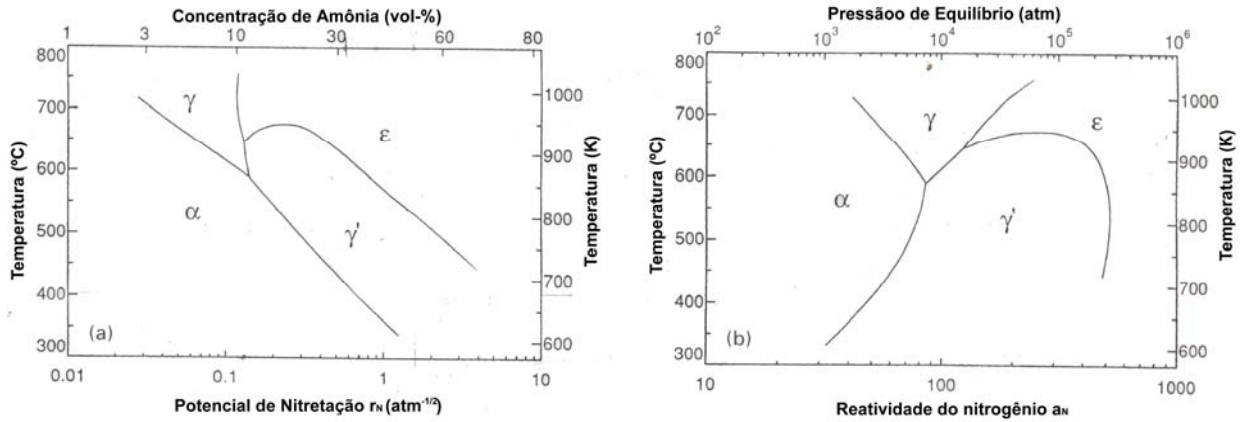 Concentração de Amônia (vol-%)
1 3 10 30 60 80
Temperatura (ºC)
800
700
600
500
400
300
Temperatura (K)
1000
900
800
700
600
γ
ε
α
γ'
(a)
0.01 0.1 1 10
Potencial de Nitretação rN (atm-1/2)
Pressãoo de Equilíbrio (atm)
10² 10³ 10⁴ 10⁵ 10⁶
Temperatura (ºC)
800
700
600
500
400
300
Temperatura (K)
1000
900
800
700
600
γ
ε
α
γ'
(b)
10 100 1000
Reatividade do nitrogênio aN